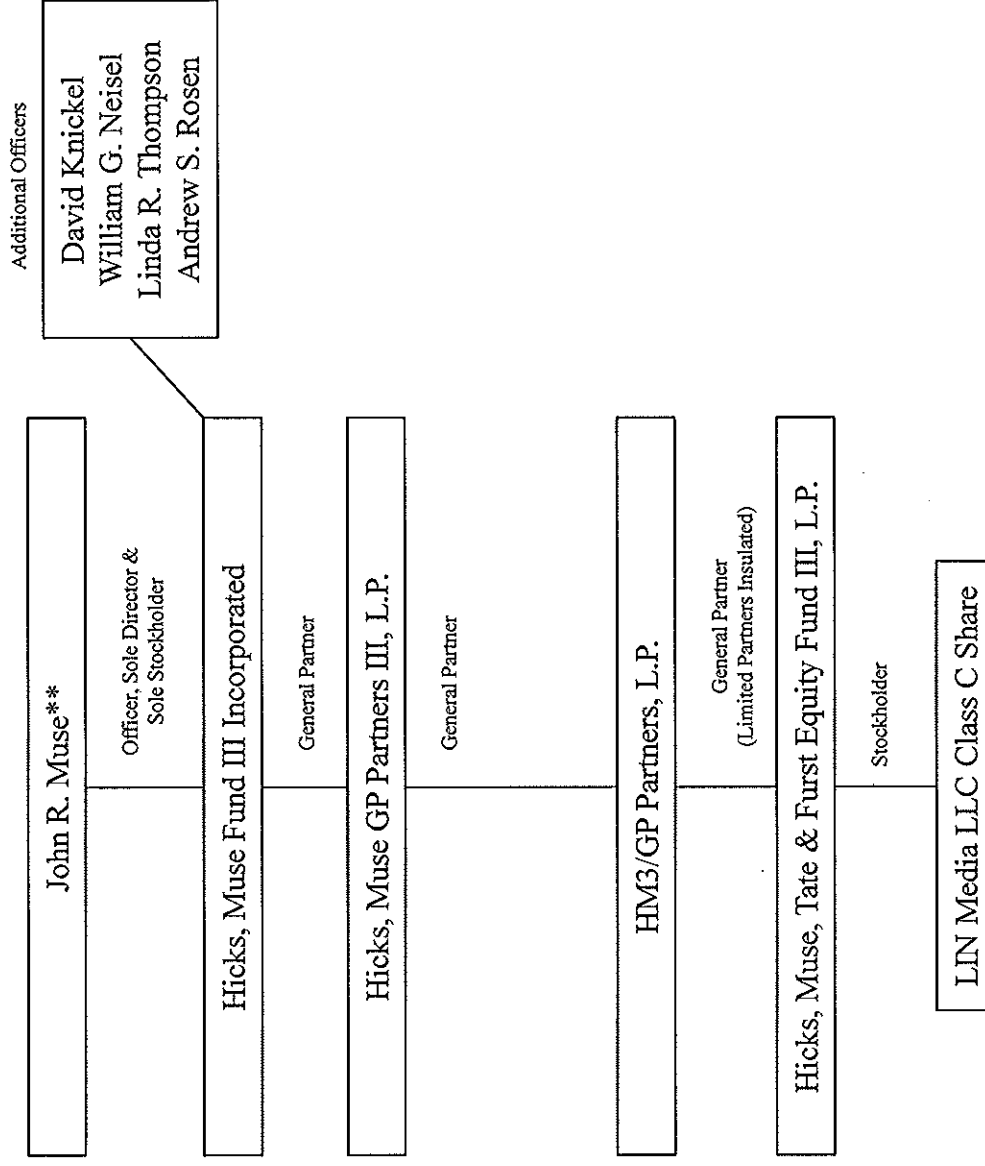 John R. Muse**
Officer, Sole Director &
Sole Stockholder
Additional Officers
David Knickel
William G. Neisel
Linda R. Thompson
Andrew S. Rosen
Hicks, Muse Fund III Incorporated
General Partner
Hicks, Muse GP Partners III, L.P.
General Partner
HM3/GP Partners, L.P.
General Partner
(Limited Partners Insulated)
Hicks, Muse, Tate & Furst Equity Fund III, L.P.
Stockholder
LIN Media LLC Class C Share